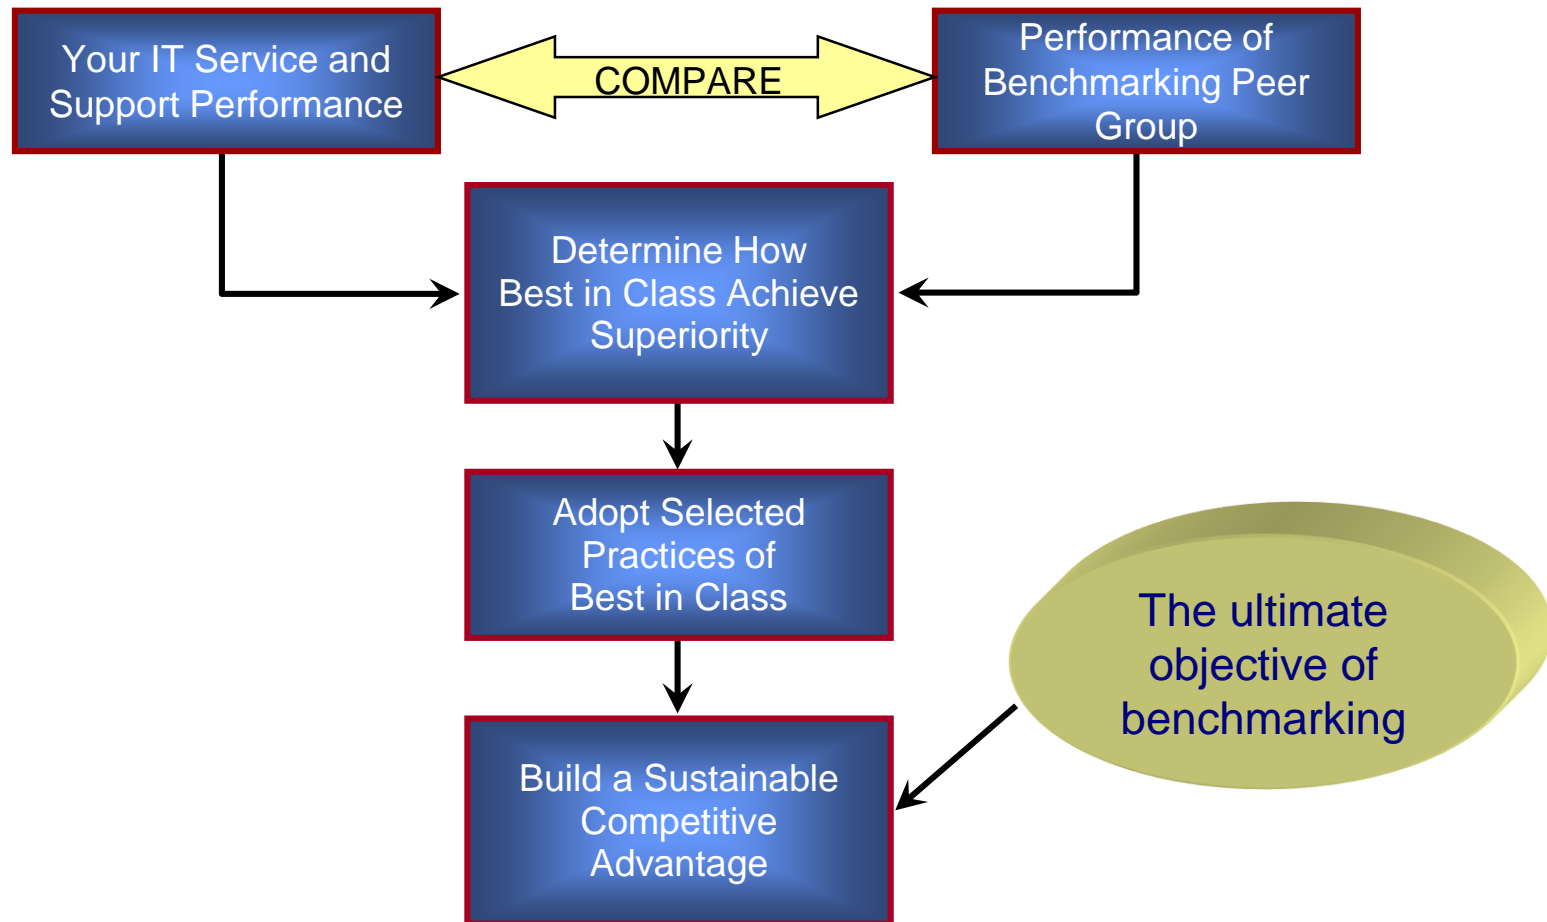 Your IT Service and
Support Performance
COMPARE
Performance of
Benchmarking Peer
Group
Determine How
Best in Class Achieve
Superiority
Adopt Selected
Practices of
Best in Class
The ultimate
objective of
benchmarking
Build a Sustainable
Competitive
Advantage